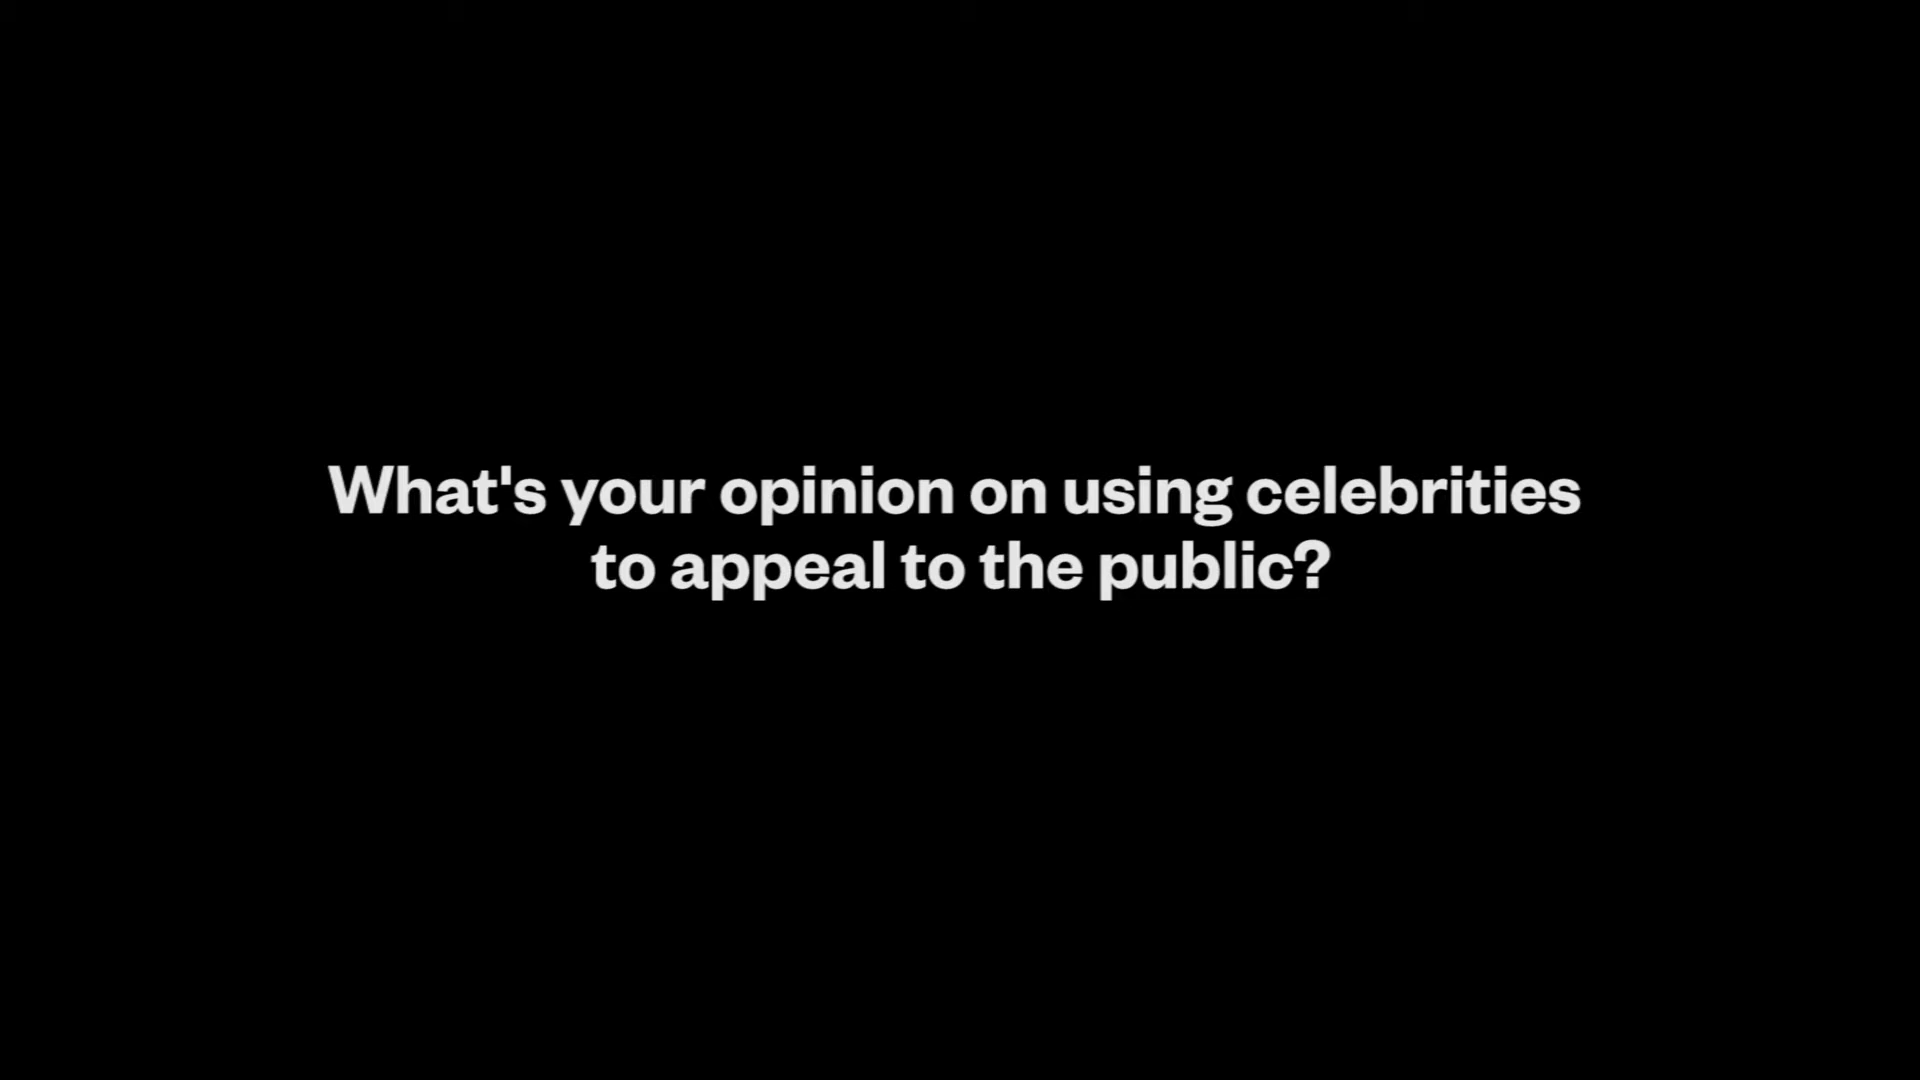 What's your opinion on using celebrities
to appeal to the public?